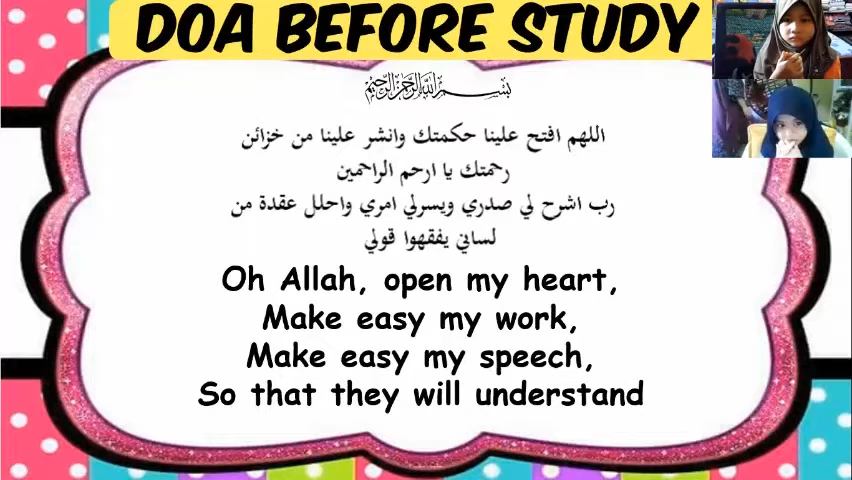 DOA BEFORE STUDY
بسم الله الرحمن الرحيم
اللهم افتح علينا حكمتك وانشر علينا من خزائن
رحمتك يا ارحم الراحمين
رب اشرح لي صدري ويسرلي امري واحلل عقدة من
لساني يفقهوا قولي
Oh Allah, open my heart,
Make easy my work,
Make easy my speech,
So that they will understand